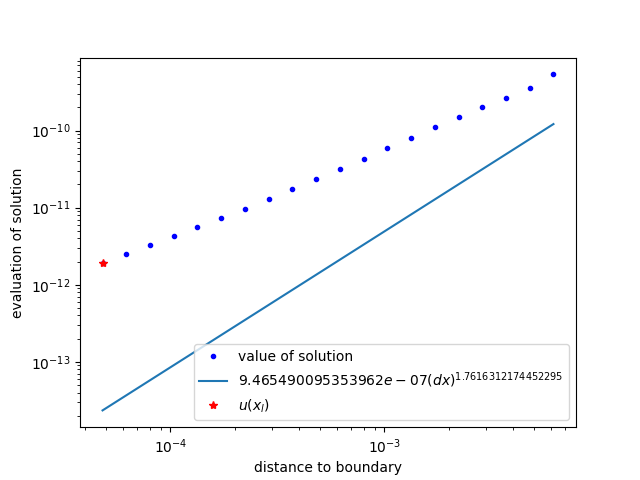 10⁻¹⁰
10⁻¹¹
10⁻¹²
10⁻¹³
evaluation of solution
value of solution
9.465490095353962e − 07(dx)¹·⁷⁶¹⁶³¹²¹⁷⁴⁴⁵²²⁹⁵
u(xₗ)
10⁻⁴
10⁻³
distance to boundary